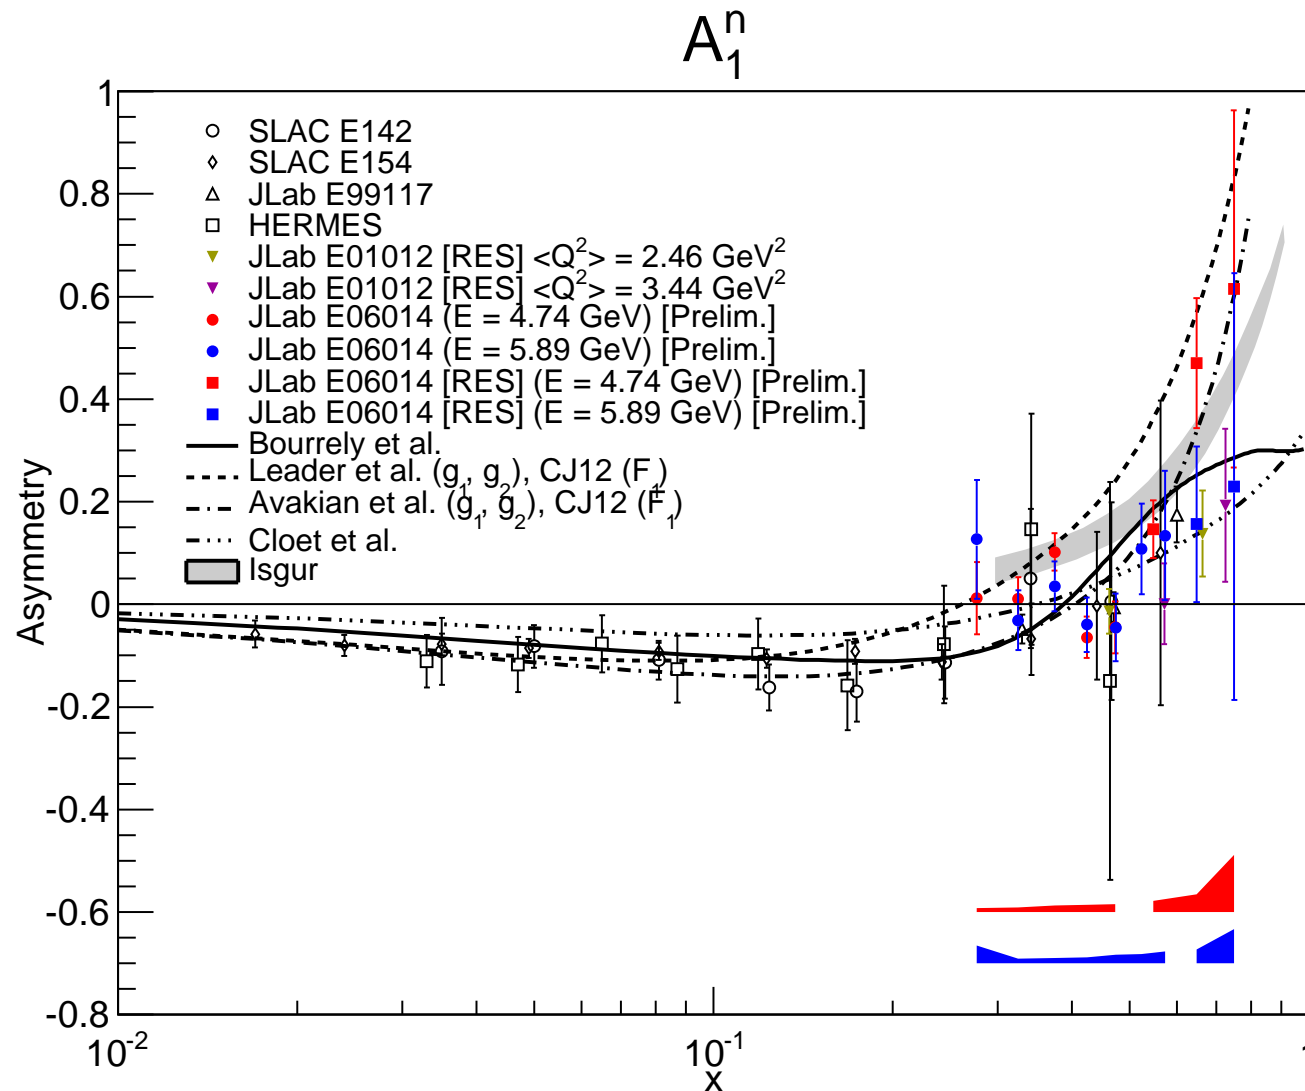 A₁ⁿ
1
0.8
0.6
0.4
0.2
0
-0.2
-0.4
-0.6
-0.8
Asymmetry
SLAC E142
SLAC E154
JLab E99117
HERMES
JLab E01012 [RES] <Q²> = 2.46 GeV²
JLab E01012 [RES] <Q²> = 3.44 GeV²
JLab E06014 (E = 4.74 GeV) [Prelim.]
JLab E06014 (E = 5.89 GeV) [Prelim.]
JLab E06014 [RES] (E = 4.74 GeV) [Prelim.]
JLab E06014 [RES] (E = 5.89 GeV) [Prelim.]
Bourrely et al.
Leader et al. (g₁, g₂), CJ12 (F₁)
Avakian et al. (g₁, g₂), CJ12 (F₁)
Cloet et al.
Isgur
10⁻²
10⁻¹
1
x